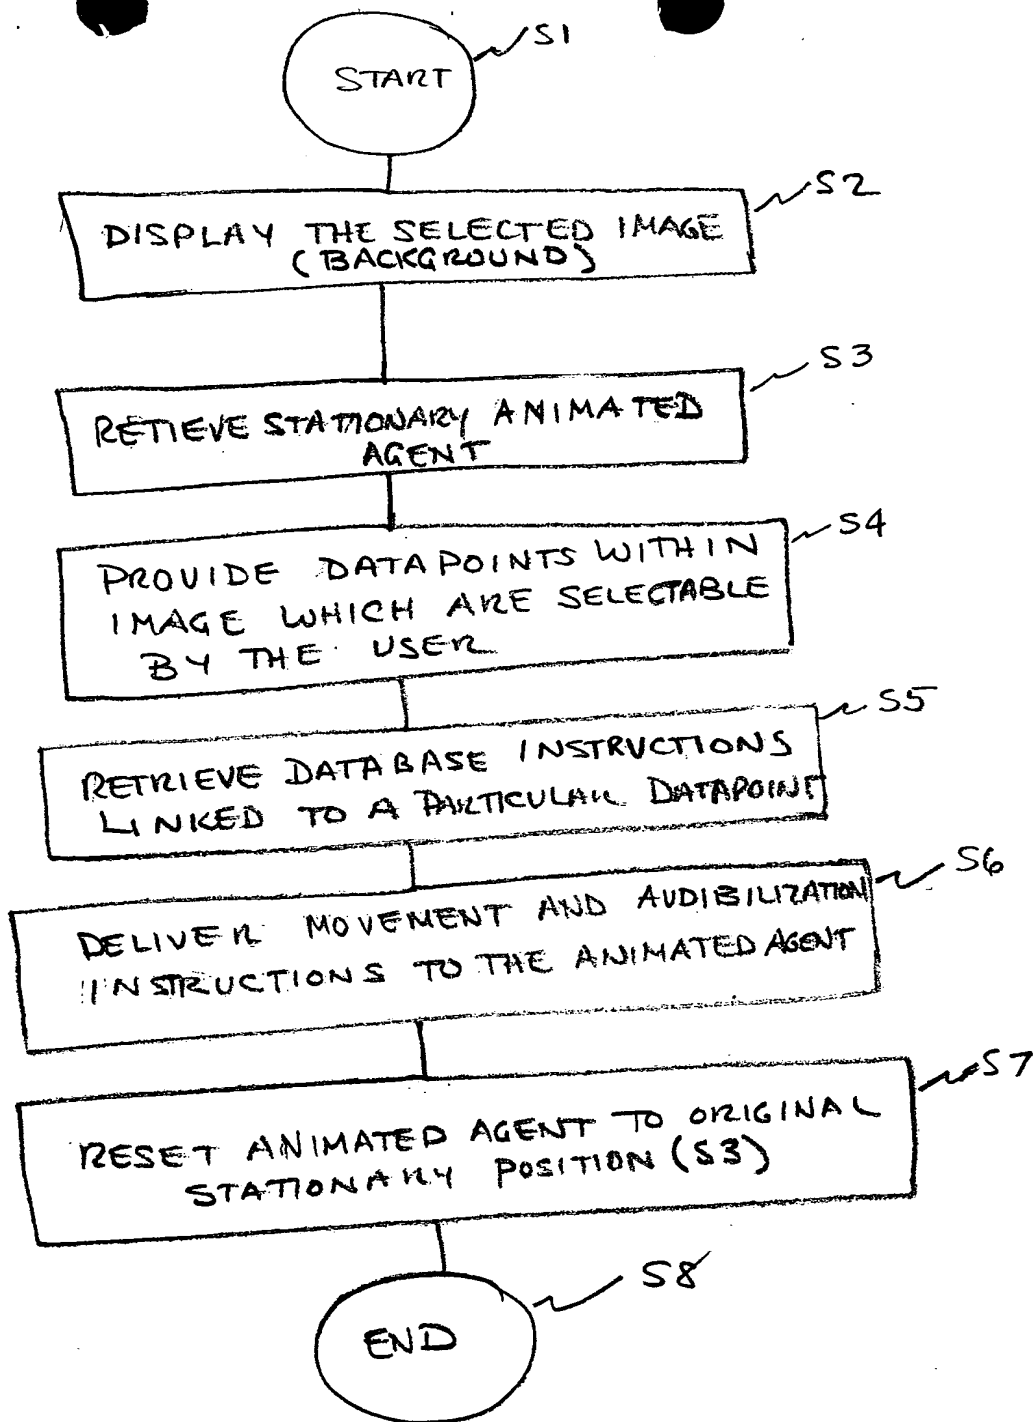 S1
START
S2
DISPLAY THE SELECTED IMAGE
(BACKGROUND)
S3
RETIEVE STATIONARY ANIMATED
AGENT
S4
PROVIDE DATAPOINTS WITHIN
IMAGE WHICH ARE SELECTABLE
BY THE USER
S5
RETRIEVE DATABASE INSTRUCTIONS
LINKED TO A PARTICULAR DATAPOINT
S6
DELIVER MOVEMENT AND AUDIBILIZATION
INSTRUCTIONS TO THE ANIMATED AGENT
S7
RESET ANIMATED AGENT TO ORIGINAL
STATIONARY POSITION (S3)
S8
END